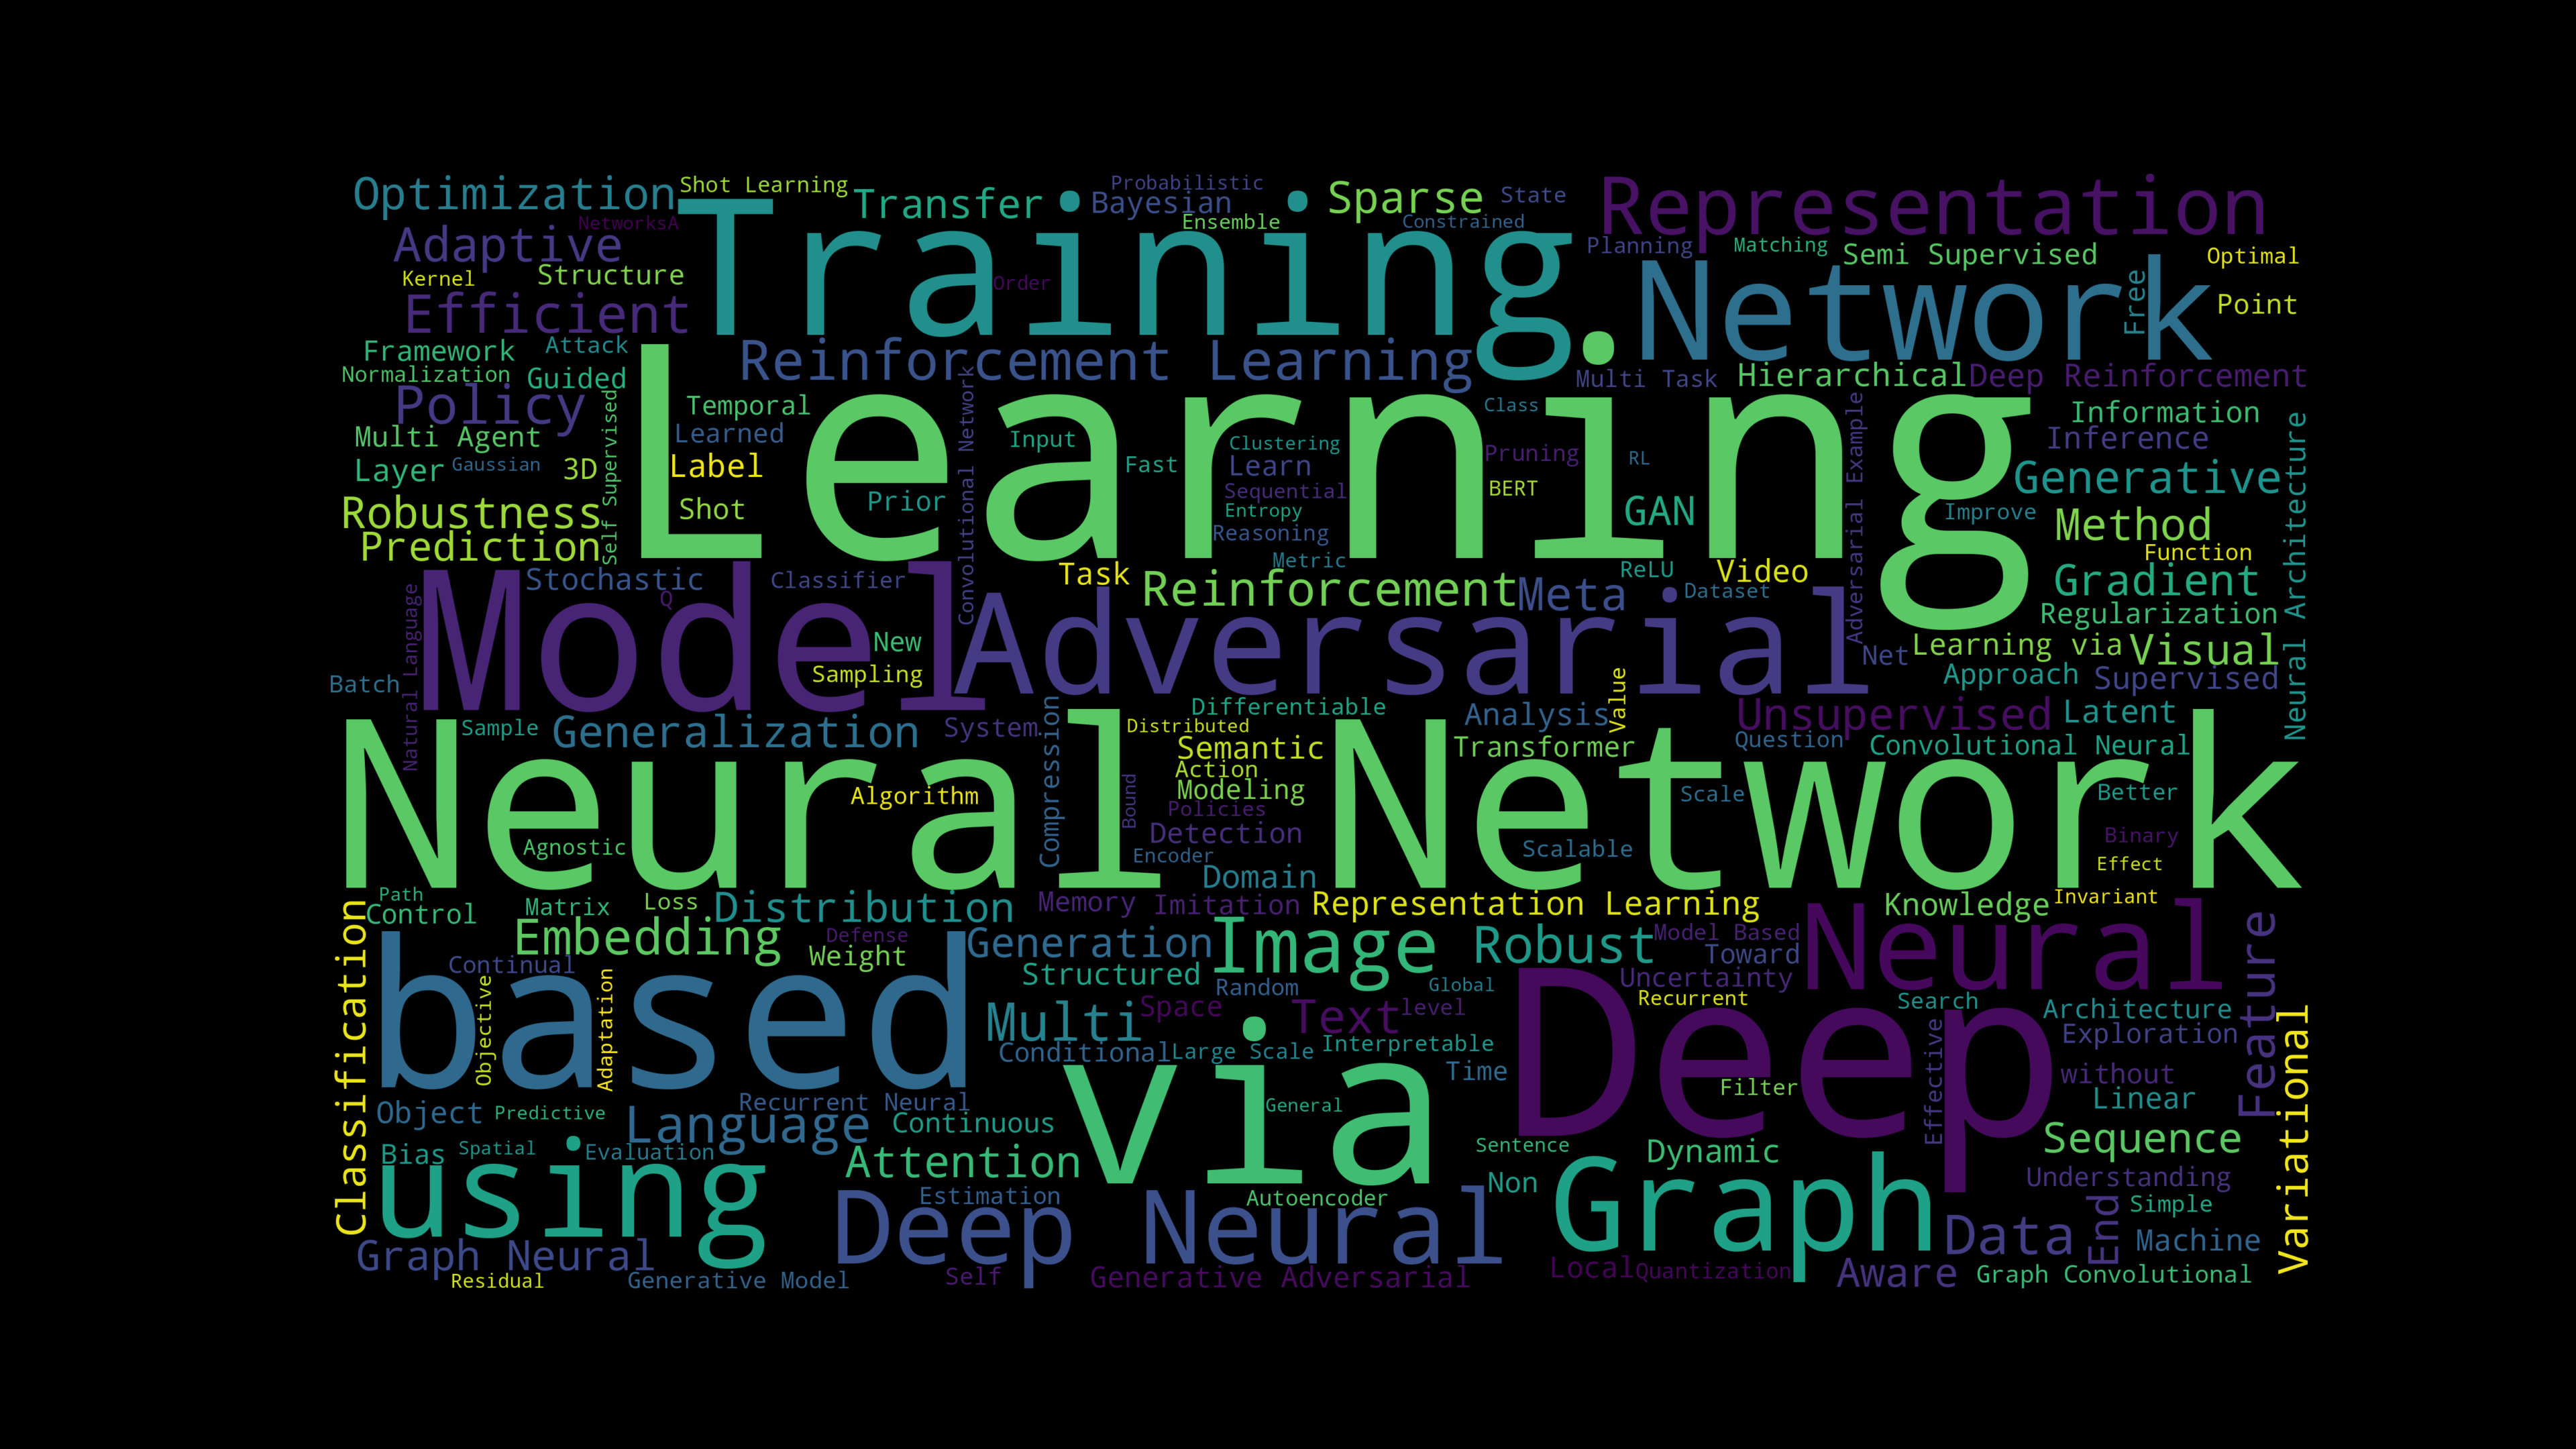 Optimization
Shot Learning
Transfer
Probabilistic
Bayesian
Ensemble
Sparse
State
Constrained
Representation
NetworksA
Adaptive
Kernel
Structure
Training
Order
Planning
Matching
Semi Supervised
Optimal
Efficient
Network
Free
Point
Framework
Attack
Normalization
Guided
Reinforcement Learning
Multi Task
Hierarchical
Deep Reinforcement
Policy
Self Supervised
Temporal
Convolutional Network
Learning
Class
Adversarial Example
Information
Neural Architecture
Multi Agent
Learned
Input
Clustering
Inference
Layer
Gaussian
3D
Label
Fast
Learn
Pruning
RL
Generative
Sequential
BERT
Robustness
Shot
Prior
Entropy
GAN
Improve
Method
Prediction
Reasoning
Metric
Function
Stochastic
Classifier
Task
Reinforcement
Meta
ReLU
Video
Dataset
Gradient
Natural Language
Model
Q
Adversarial
Regularization
New
Net
Learning via
Visual
Batch
Sampling
Approach
Supervised
Sample
Generalization
System
Compression
Differentiable
Distributed
Analysis
Value
Unsupervised
Latent
Semantic
Transformer
Question
Convolutional Neural
Neural Network
Algorithm
Action
Modeling
Bound
Policies
Scale
Better
Agnostic
Detection
Encoder
Scalable
Binary
Effect
Domain
Path
Control
Matrix
Loss
Distribution
Memory
Imitation
Representation Learning
Knowledge
Invariant
Classification
Embedding
Defense
Weight
Generation
Image
Robust
Model Based
Toward
Neural
Feature
based
Continual
Objective
Adaptation
Structured
Random
Global
Uncertainty
Recurrent
Deep
Search
Architecture
Multi
Space
Text
level
Exploration
Variational
Conditional
Large Scale
Interpretable
via
Time
Filter
Effective
without
Object
Predictive
Language
Recurrent Neural
Continuous
General
Linear
Bias
Spatial
Evaluation
Attention
Sentence
Dynamic
Sequence
using
Estimation
Autoencoder
Non
Graph
Understanding
Deep Neural
End
Simple
Graph Neural
Data
Machine
Residual
Generative Model
Self
Generative Adversarial
Local
Quantization
Aware
Graph Convolutional